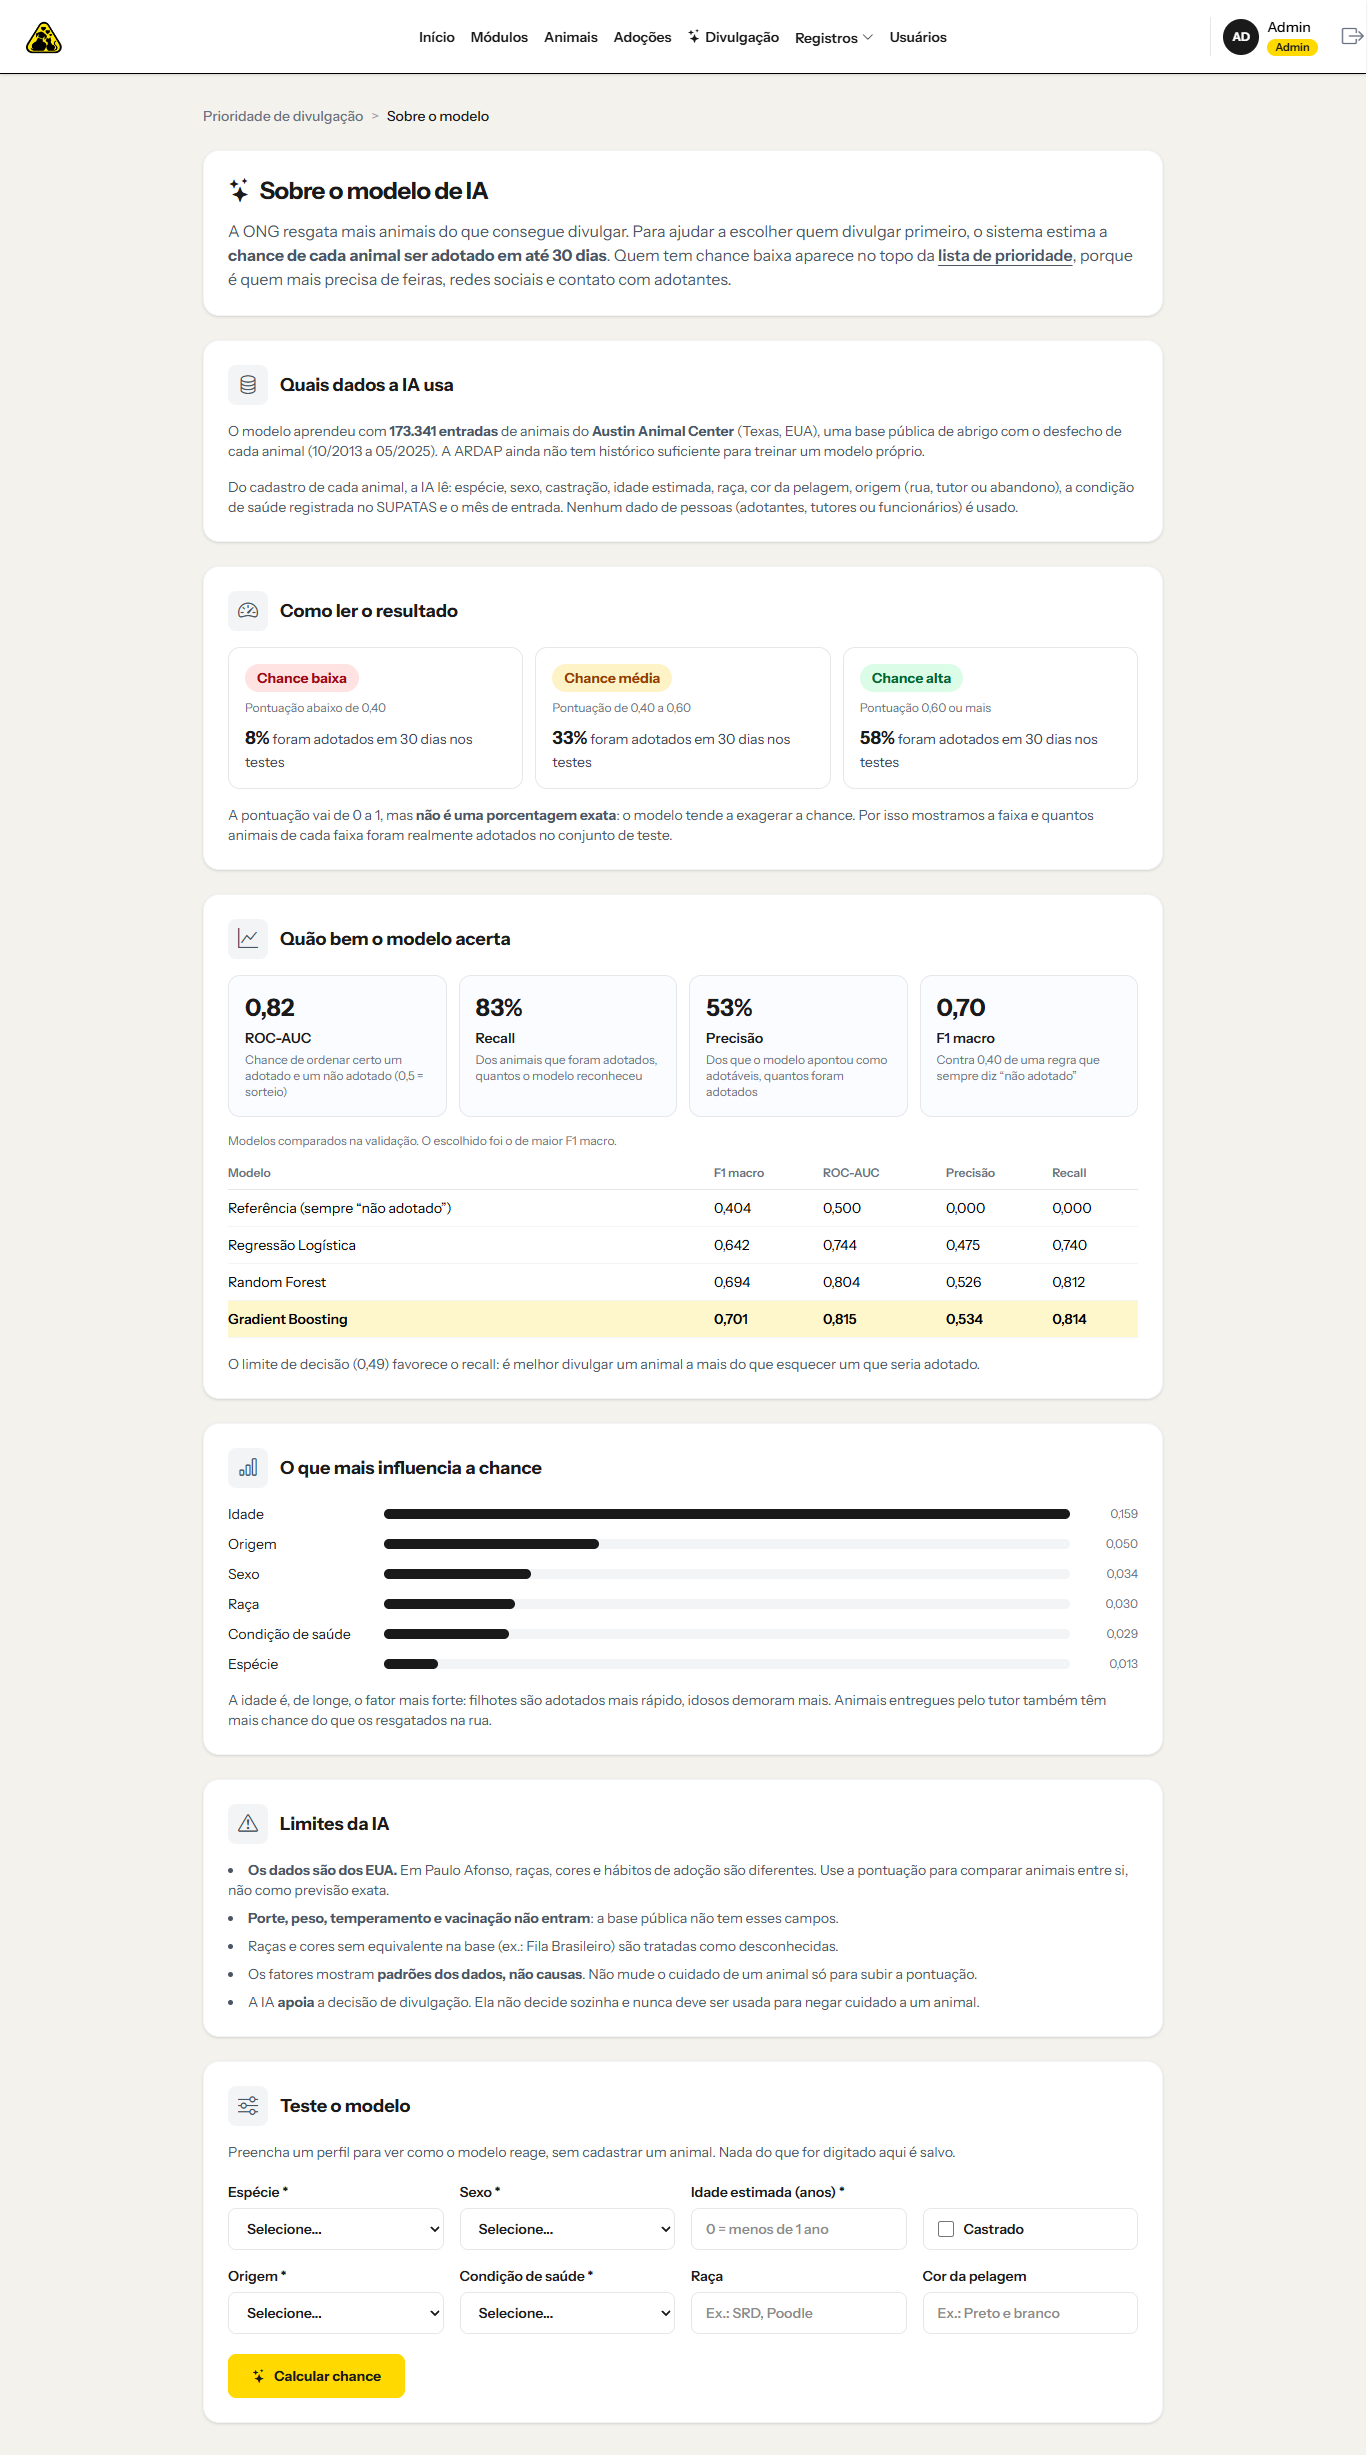 Início Módulos Animais Adoções Divulgação Registros Usuários
AD Admin
Admin
Prioridade de divulgação > Sobre o modelo
Sobre o modelo de IA
A ONG resgata mais animais do que consegue divulgar. Para ajudar a escolher quem divulgar primeiro, o sistema estima a
chance de cada animal ser adotado em até 30 dias. Quem tem chance baixa aparece no topo da lista de prioridade, porque
é quem mais precisa de feiras, redes sociais e contato com adotantes.
Quais dados a IA usa
O modelo aprendeu com 173.341 entradas de animais do Austin Animal Center (Texas, EUA), uma base pública de abrigo com o desfecho de
cada animal (10/2013 a 05/2025). A ARDAP ainda não tem histórico suficiente para treinar um modelo próprio.
Do cadastro de cada animal, a IA lê: espécie, sexo, castração, idade estimada, raça, cor da pelagem, origem (rua, tutor ou abandono), a condição
de saúde registrada no SUPATAS e o mês de entrada. Nenhum dado de pessoas (adotantes, tutores ou funcionários) é usado.
Como ler o resultado
Chance baixa
Pontuação abaixo de 0,40
8% foram adotados em 30 dias nos
testes
Chance média
Pontuação de 0,40 a 0,60
33% foram adotados em 30 dias nos
testes
Chance alta
Pontuação 0,60 ou mais
58% foram adotados em 30 dias nos
testes
A pontuação vai de 0 a 1, mas não é uma porcentagem exata: o modelo tende a exagerar a chance. Por isso mostramos a faixa e quantos
animais de cada faixa foram realmente adotados no conjunto de teste.
Quão bem o modelo acerta
0,82
ROC-AUC
Chance de ordenar certo um
adotado e um não adotado (0,5 =
sorteio)
83%
Recall
Dos animais que foram adotados,
quantos o modelo reconheceu
53%
Precisão
Dos que o modelo apontou como
adotáveis, quantos foram
adotados
0,70
F1 macro
Contra 0,40 de uma regra que
sempre diz “não adotado”
Modelos comparados na validação. O escolhido foi o de maior F1 macro.
Modelo F1 macro ROC-AUC Precisão Recall
Referência (sempre “não adotado”) 0,404 0,500 0,000 0,000
Regressão Logística 0,642 0,744 0,475 0,740
Random Forest 0,694 0,804 0,526 0,812
Gradient Boosting 0,701 0,815 0,534 0,814
O limite de decisão (0,49) favorece o recall: é melhor divulgar um animal a mais do que esquecer um que seria adotado.
O que mais influencia a chance
Idade 0,159
Origem 0,050
Sexo 0,034
Raça 0,030
Condição de saúde 0,029
Espécie 0,013
A idade é, de longe, o fator mais forte: filhotes são adotados mais rápido, idosos demoram mais. Animais entregues pelo tutor também têm
mais chance do que os resgatados na rua.
Limites da IA
• Os dados são dos EUA. Em Paulo Afonso, raças, cores e hábitos de adoção são diferentes. Use a pontuação para comparar animais entre si,
não como previsão exata.
• Porte, peso, temperamento e vacinação não entram: a base pública não tem esses campos.
• Raças e cores sem equivalente na base (ex.: Fila Brasileiro) são tratadas como desconhecidas.
• Os fatores mostram padrões dos dados, não causas. Não mude o cuidado de um animal só para subir a pontuação.
• A IA apoia a decisão de divulgação. Ela não decide sozinha e nunca deve ser usada para negar cuidado a um animal.
Teste o modelo
Preencha um perfil para ver como o modelo reage, sem cadastrar um animal. Nada do que for digitado aqui é salvo.
Espécie * Sexo * Idade estimada (anos) *
Selecione... Selecione... 0 = menos de 1 ano Castrado
Origem * Condição de saúde * Raça Cor da pelagem
Selecione... Selecione... Ex.: SRD, Poodle Ex.: Preto e branco
Calcular chance